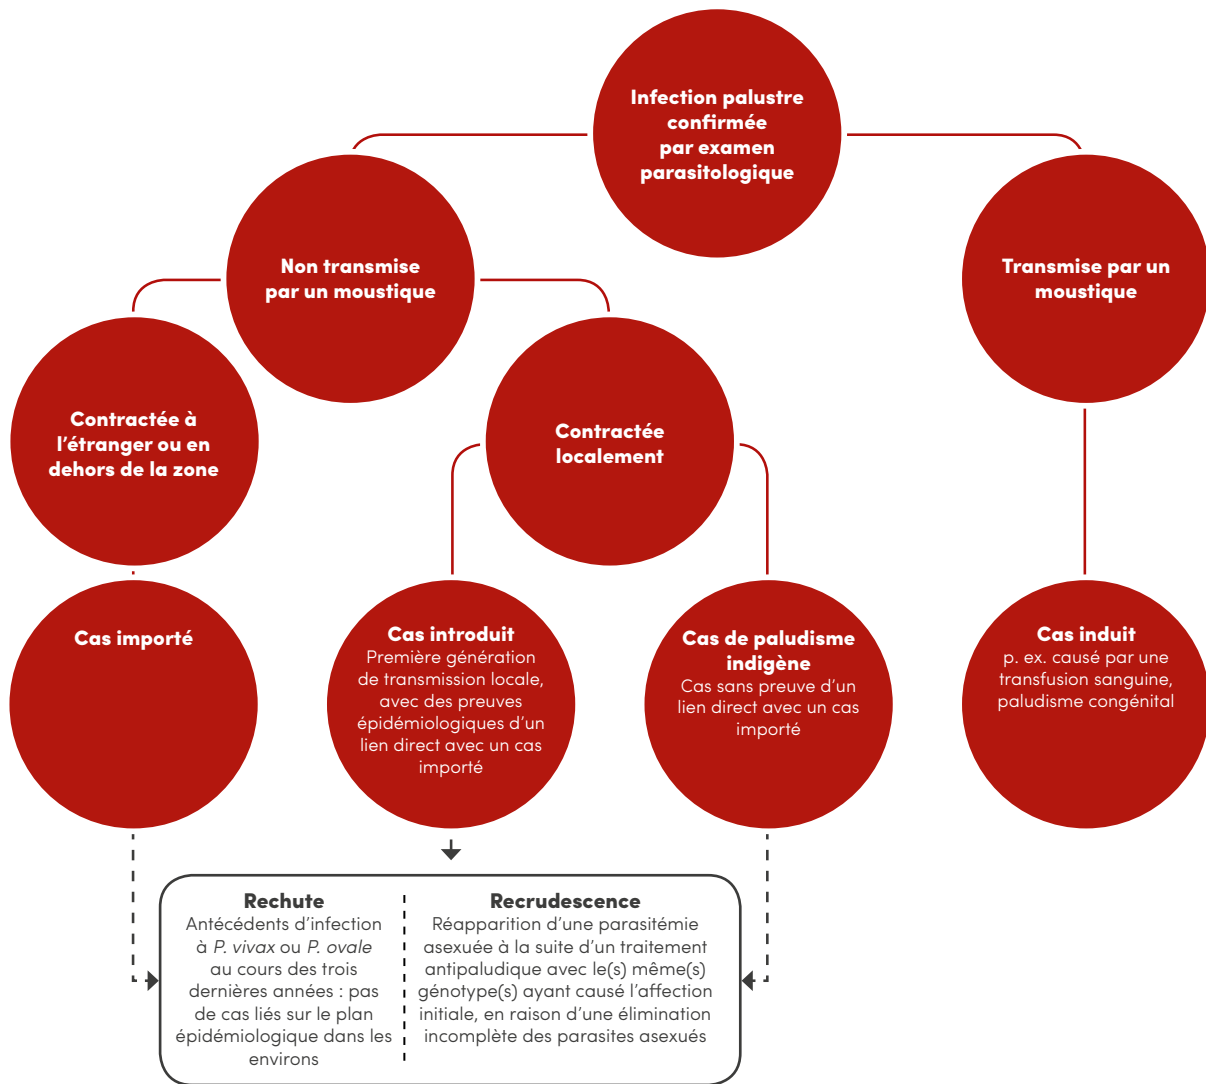 Infection palustre
confirmée
par examen
parasitologique
Non transmise
par un moustique
Transmise par un
moustique
Contractée à
l'étranger ou en
dehors de la zone
Contractée
localement
Cas importé
Cas introduit
Première génération
de transmission locale,
avec des preuves
épidémiologiques d'un
lien direct avec un cas
importé
Cas de paludisme
indigène
Cas sans preuve d'un
lien direct avec un cas
importé
Cas induit
p. ex. causé par une
transfusion sanguine,
paludisme congénital
Rechute
Antécédents d'infection
à P. vivax ou P. ovale
au cours des trois
dernières années : pas
de cas liés sur le plan
épidémiologique dans les
environs
Recrudescence
Réapparition d'une parasitémie
asexuée à la suite d'un traitement
antipaludique avec le(s) même(s)
génotype(s) ayant causé l'affection
initiale, en raison d'une élimination
incomplète des parasites asexués